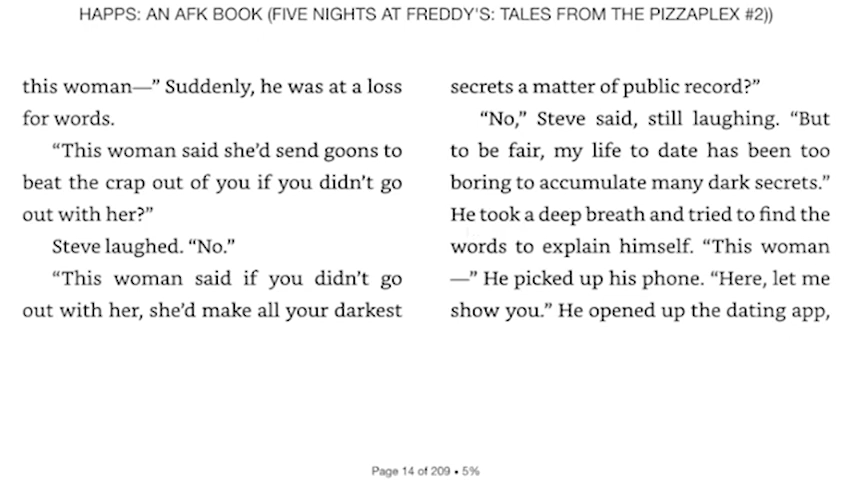 HAPPS: AN AFK BOOK (FIVE NIGHTS AT FREDDY'S: TALES FROM THE PIZZAPLEX #2))
this woman—” Suddenly, he was at a loss
for words.
“This woman said she’d send goons to
beat the crap out of you if you didn’t go
out with her?”
Steve laughed. “No.”
“This woman said if you didn’t go
out with her, she’d make all your darkest
secrets a matter of public record?”
“No,” Steve said, still laughing. “But
to be fair, my life to date has been too
boring to accumulate many dark secrets.”
He took a deep breath and tried to find the
words to explain himself. “This woman
—” He picked up his phone. “Here, let me
show you.” He opened up the dating app,
Page 14 of 209 • 5%